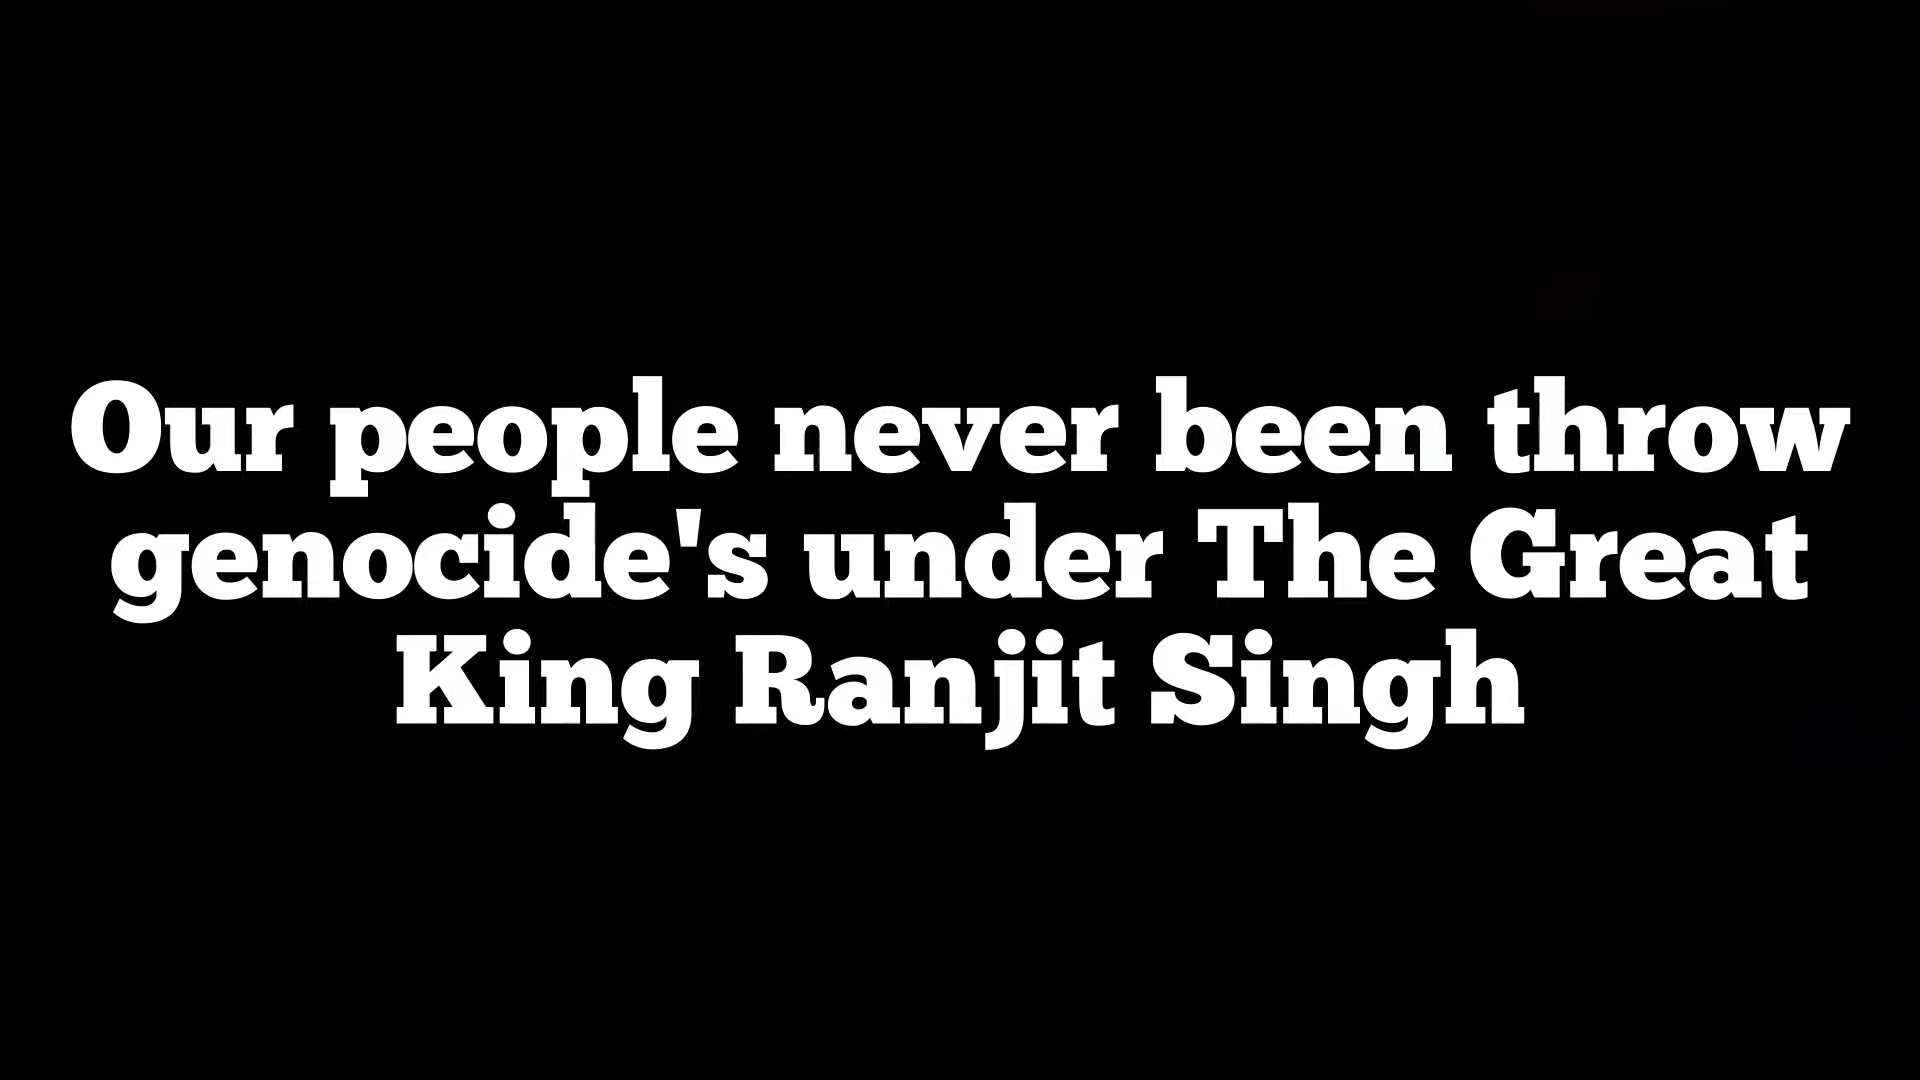 Our people never been throw
genocide's under The Great
King Ranjit Singh